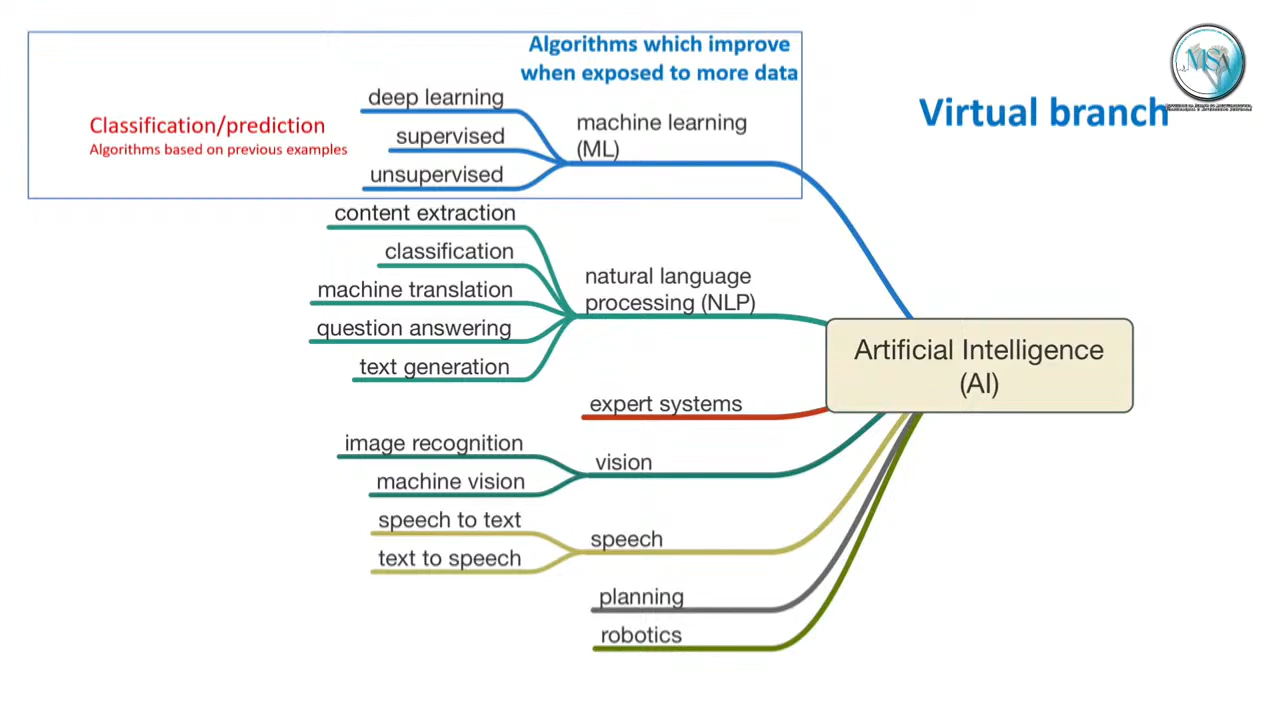 Algorithms which improve
when exposed to more data
Virtual branch
MSA
deep learning
Classification/prediction
Algorithms based on previous examples
supervised
unsupervised
machine learning
(ML)
content extraction
classification
machine translation
question answering
text generation
natural language
processing (NLP)
Artificial Intelligence
(AI)
expert systems
image recognition
machine vision
vision
speech to text
text to speech
speech
planning
robotics